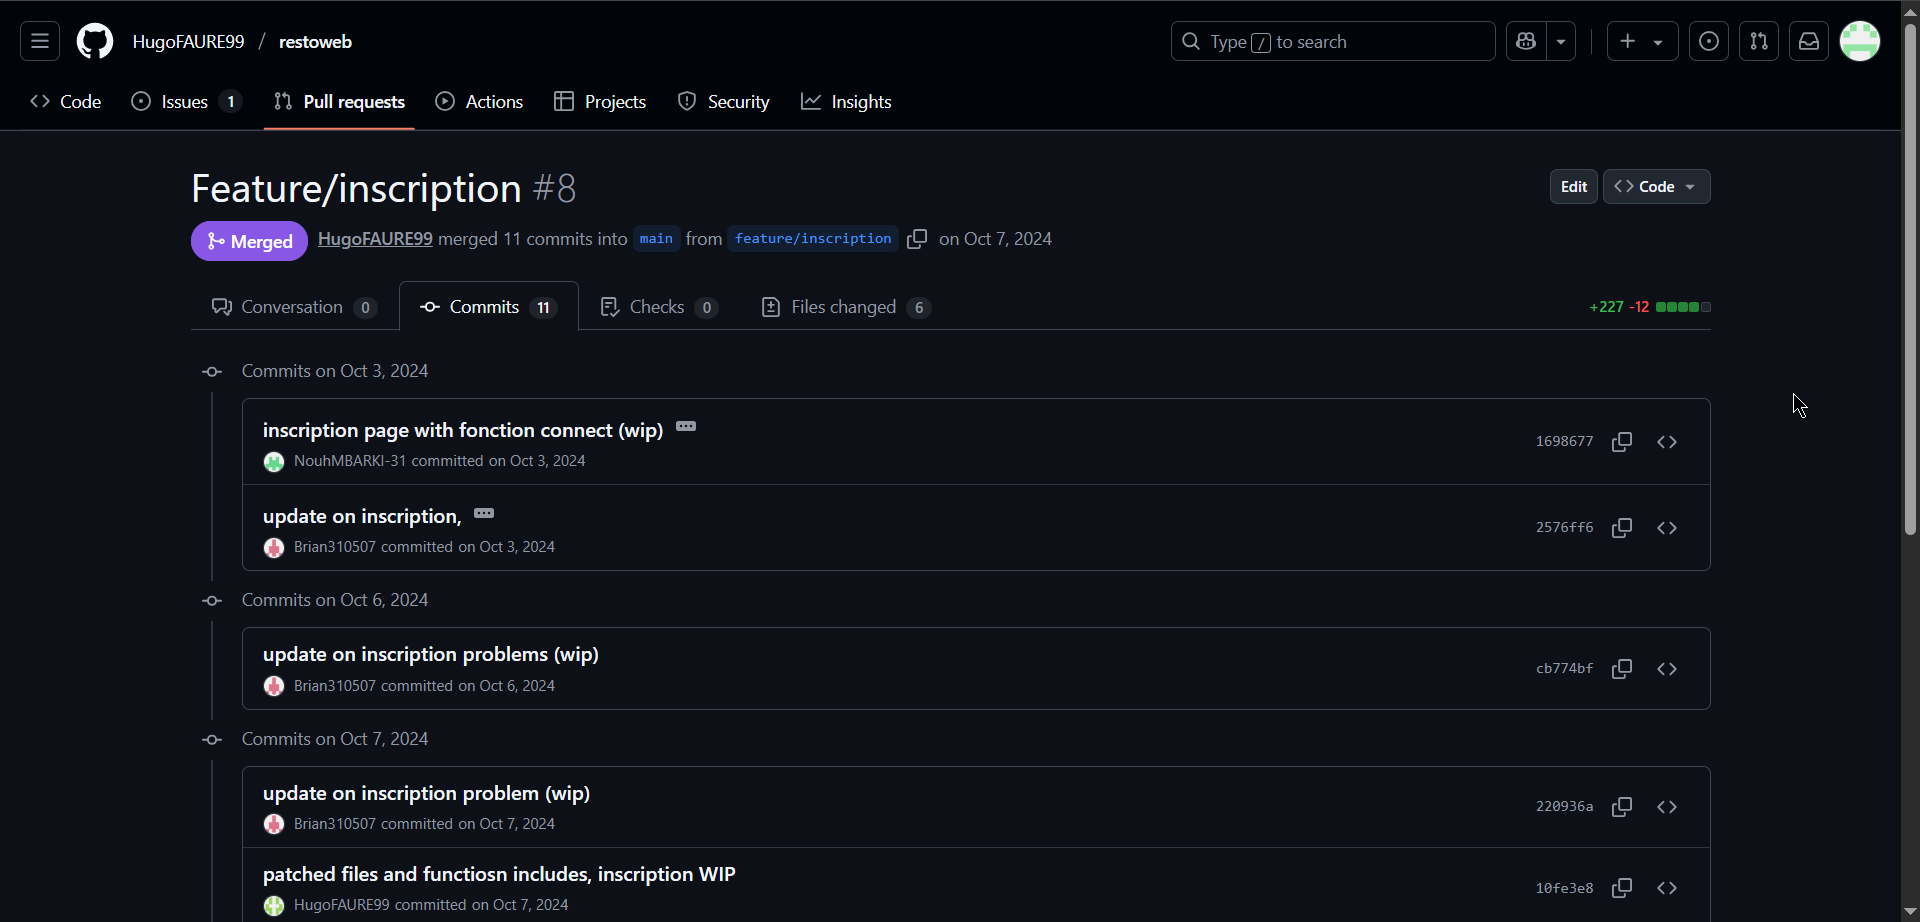 HugoFAURE99 / restoweb
Type / to search
Code Issues 1 Pull requests Actions Projects Security Insights
Feature/inscription #8
Edit Code
Merged HugoFAURE99 merged 11 commits into main from feature/inscription on Oct 7, 2024
Conversation 0 Commits 11 Checks 0 Files changed 6 +227 -12
Commits on Oct 3, 2024
inscription page with fonction connect (wip)
NouhMBARKI-31 committed on Oct 3, 2024
1698677
update on inscription,
Brian310507 committed on Oct 3, 2024
2576ff6
Commits on Oct 6, 2024
update on inscription problems (wip)
Brian310507 committed on Oct 6, 2024
cb774bf
Commits on Oct 7, 2024
update on inscription problem (wip)
Brian310507 committed on Oct 7, 2024
220936a
patched files and functiosn includes, inscription WIP
HugoFAURE99 committed on Oct 7, 2024
10fe3e8